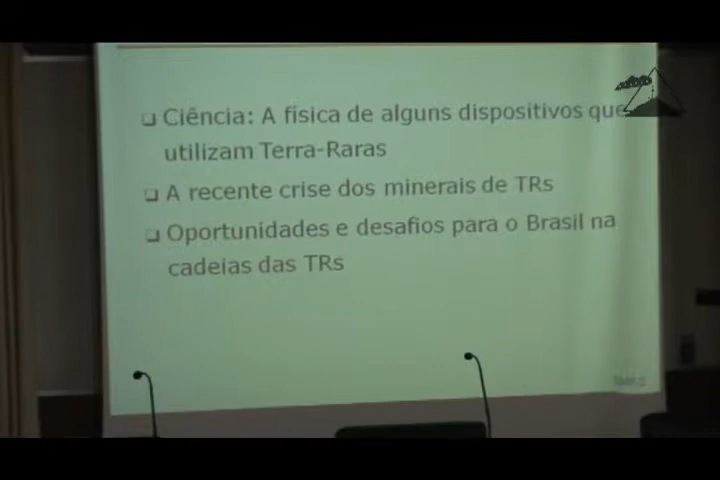 Ciência: A física de alguns dispositivos que
utilizam Terra-Raras
A recente crise dos minerais de TRs
Oportunidades e desafios para o Brasil na
cadeias das TRs